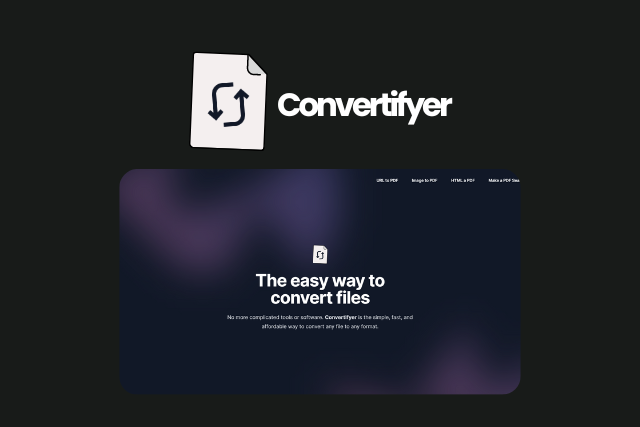 Convertifyer
URL to PDF Image to PDF HTML a PDF Make a PDF Sea
The easy way to
convert files
No more complicated tools or software. Convertifyer is the simple, fast, and
affordable way to convert any file to any format.